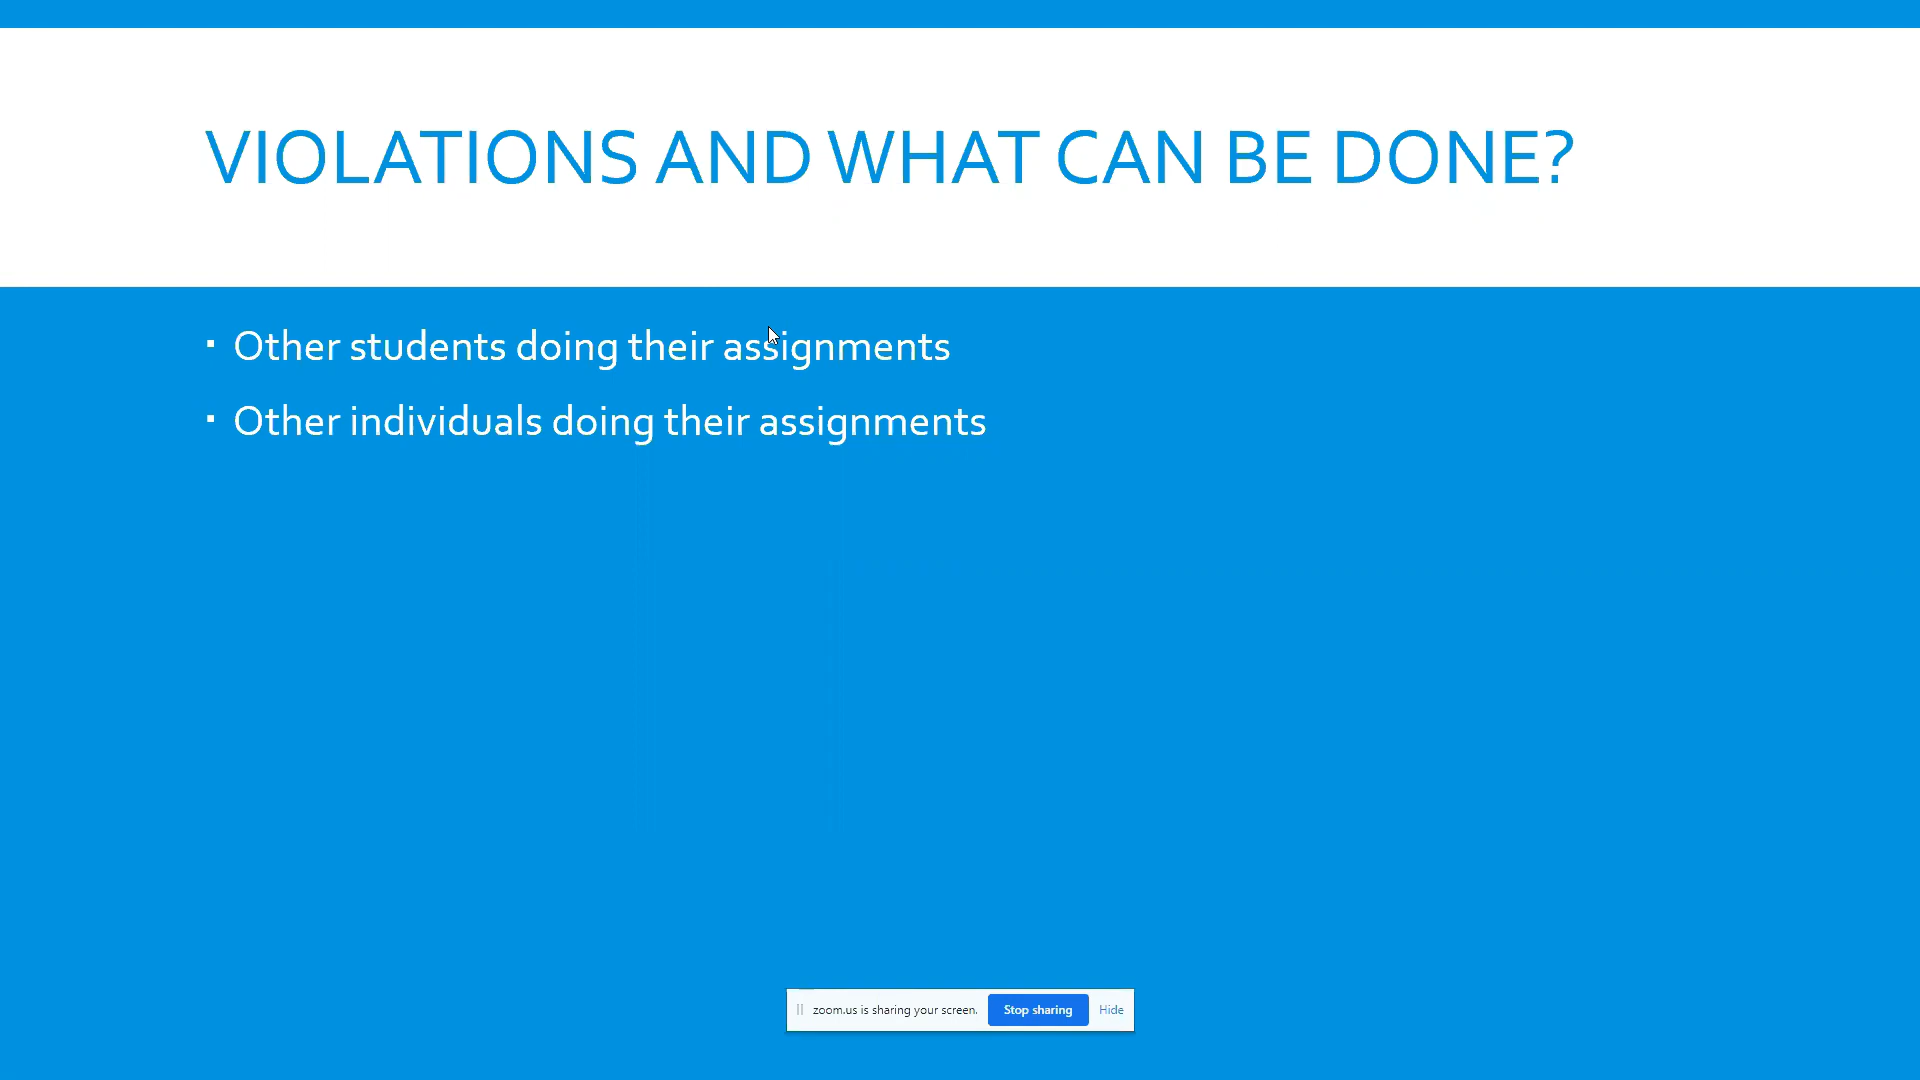 VIOLATIONS AND WHAT CAN BE DONE?
▪ Other students doing their assignments
▪ Other individuals doing their assignments
zoom.us is sharing your screen. Stop sharing Hide